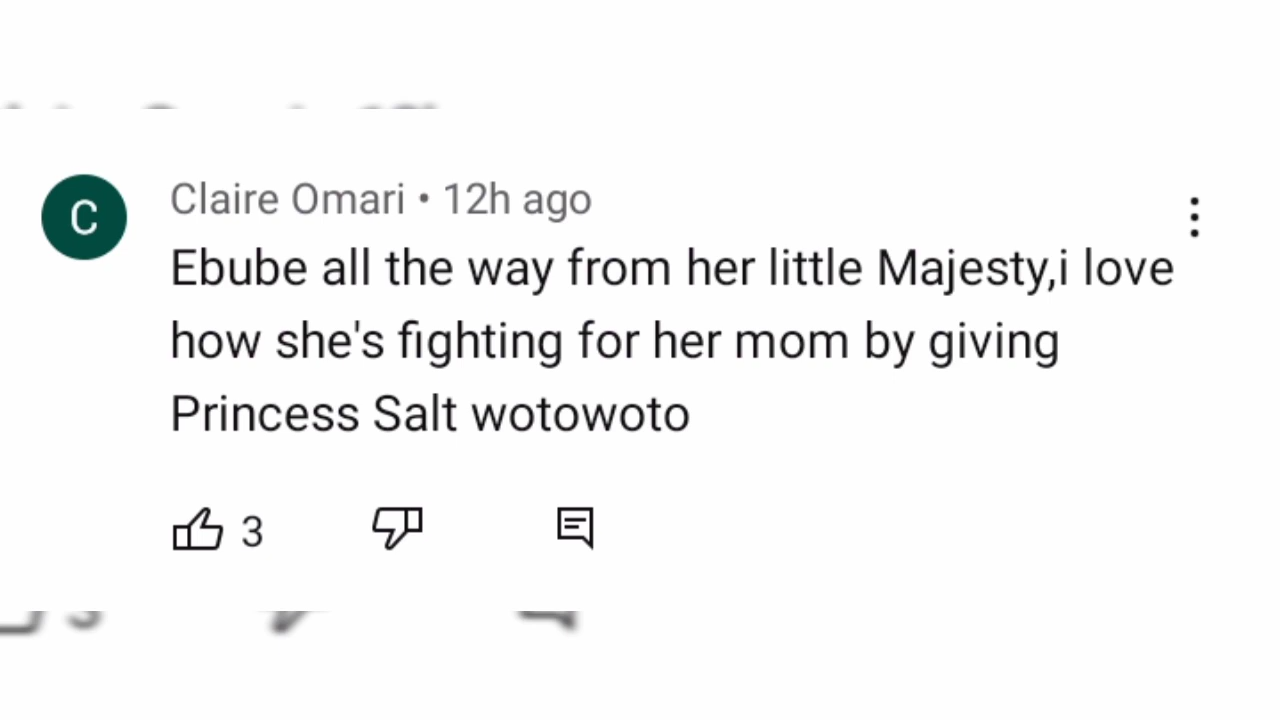 C
Claire Omari • 12h ago
Ebube all the way from her little Majesty,i love
how she's fighting for her mom by giving
Princess Salt wotowoto
3